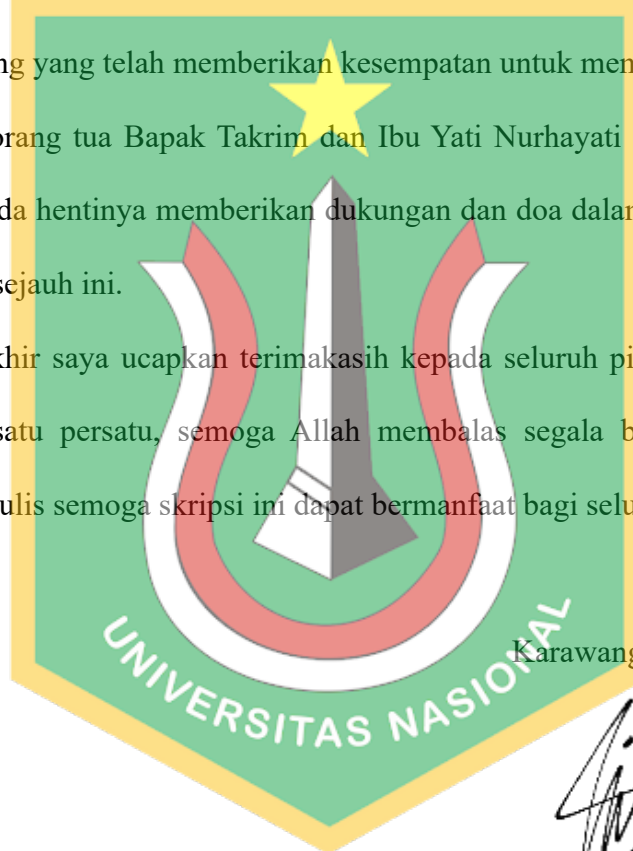 ng yang telah memberikan kesempatan untuk men
orang tua Bapak Takrim dan Ibu Yati Nurhayati
da hentinya memberikan dukungan dan doa dalam
sejauh ini.
khir saya ucapkan terimakasih kepada seluruh pi
satu persatu, semoga Allah membalas segala b
ulis semoga skripsi ini dapat bermanfaat bagi selu
Karawang
UNIVERSITAS NASIONAL